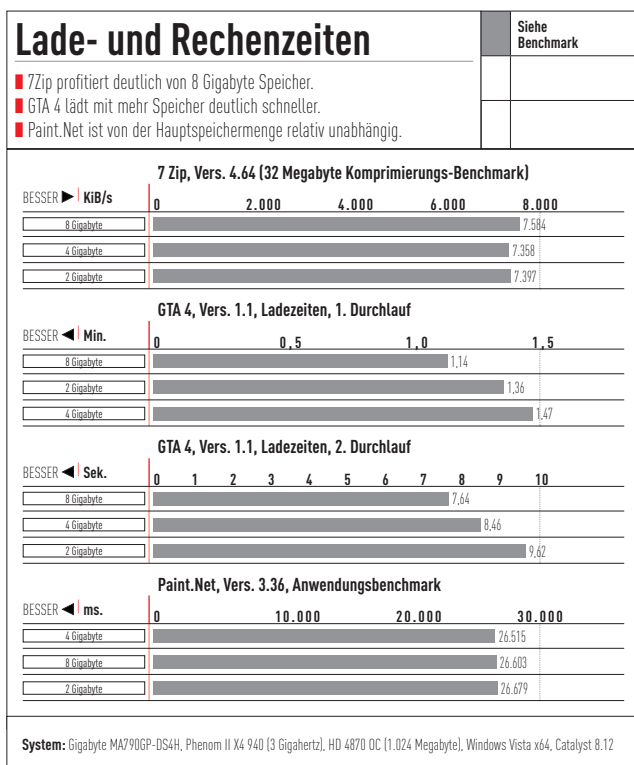 Lade- und Rechenzeiten
Siehe
Benchmark
7Zip profitiert deutlich von 8 Gigabyte Speicher.
GTA 4 lädt mit mehr Speicher deutlich schneller.
Paint.Net ist von der Hauptspeichermenge relativ unabhängig.
7 Zip, Vers. 4.64 (32 Megabyte Komprimierungs-Benchmark)
BESSER ► KiB/s 0 2.000 4.000 6.000 8.000
8 Gigabyte 7.584
4 Gigabyte 7.358
2 Gigabyte 7.397
GTA 4, Vers. 1.1, Ladezeiten, 1. Durchlauf
BESSER ◄ Min. 0 0,5 1,0 1,5
8 Gigabyte 1,14
2 Gigabyte 1,36
4 Gigabyte 1,47
GTA 4, Vers. 1.1, Ladezeiten, 2. Durchlauf
BESSER ◄ Sek. 0 1 2 3 4 5 6 7 8 9 10
8 Gigabyte 7,64
4 Gigabyte 8,46
2 Gigabyte 9,62
Paint.Net, Vers. 3.36, Anwendungsbenchmark
BESSER ◄ ms. 0 10.000 20.000 30.000
4 Gigabyte 26.515
8 Gigabyte 26.603
2 Gigabyte 26.679
System: Gigabyte MA790GP-DS4H, Phenom II X4 940 (3 Gigahertz), HD 4870 OC (1.024 Megabyte), Windows Vista x64, Catalyst 8.12